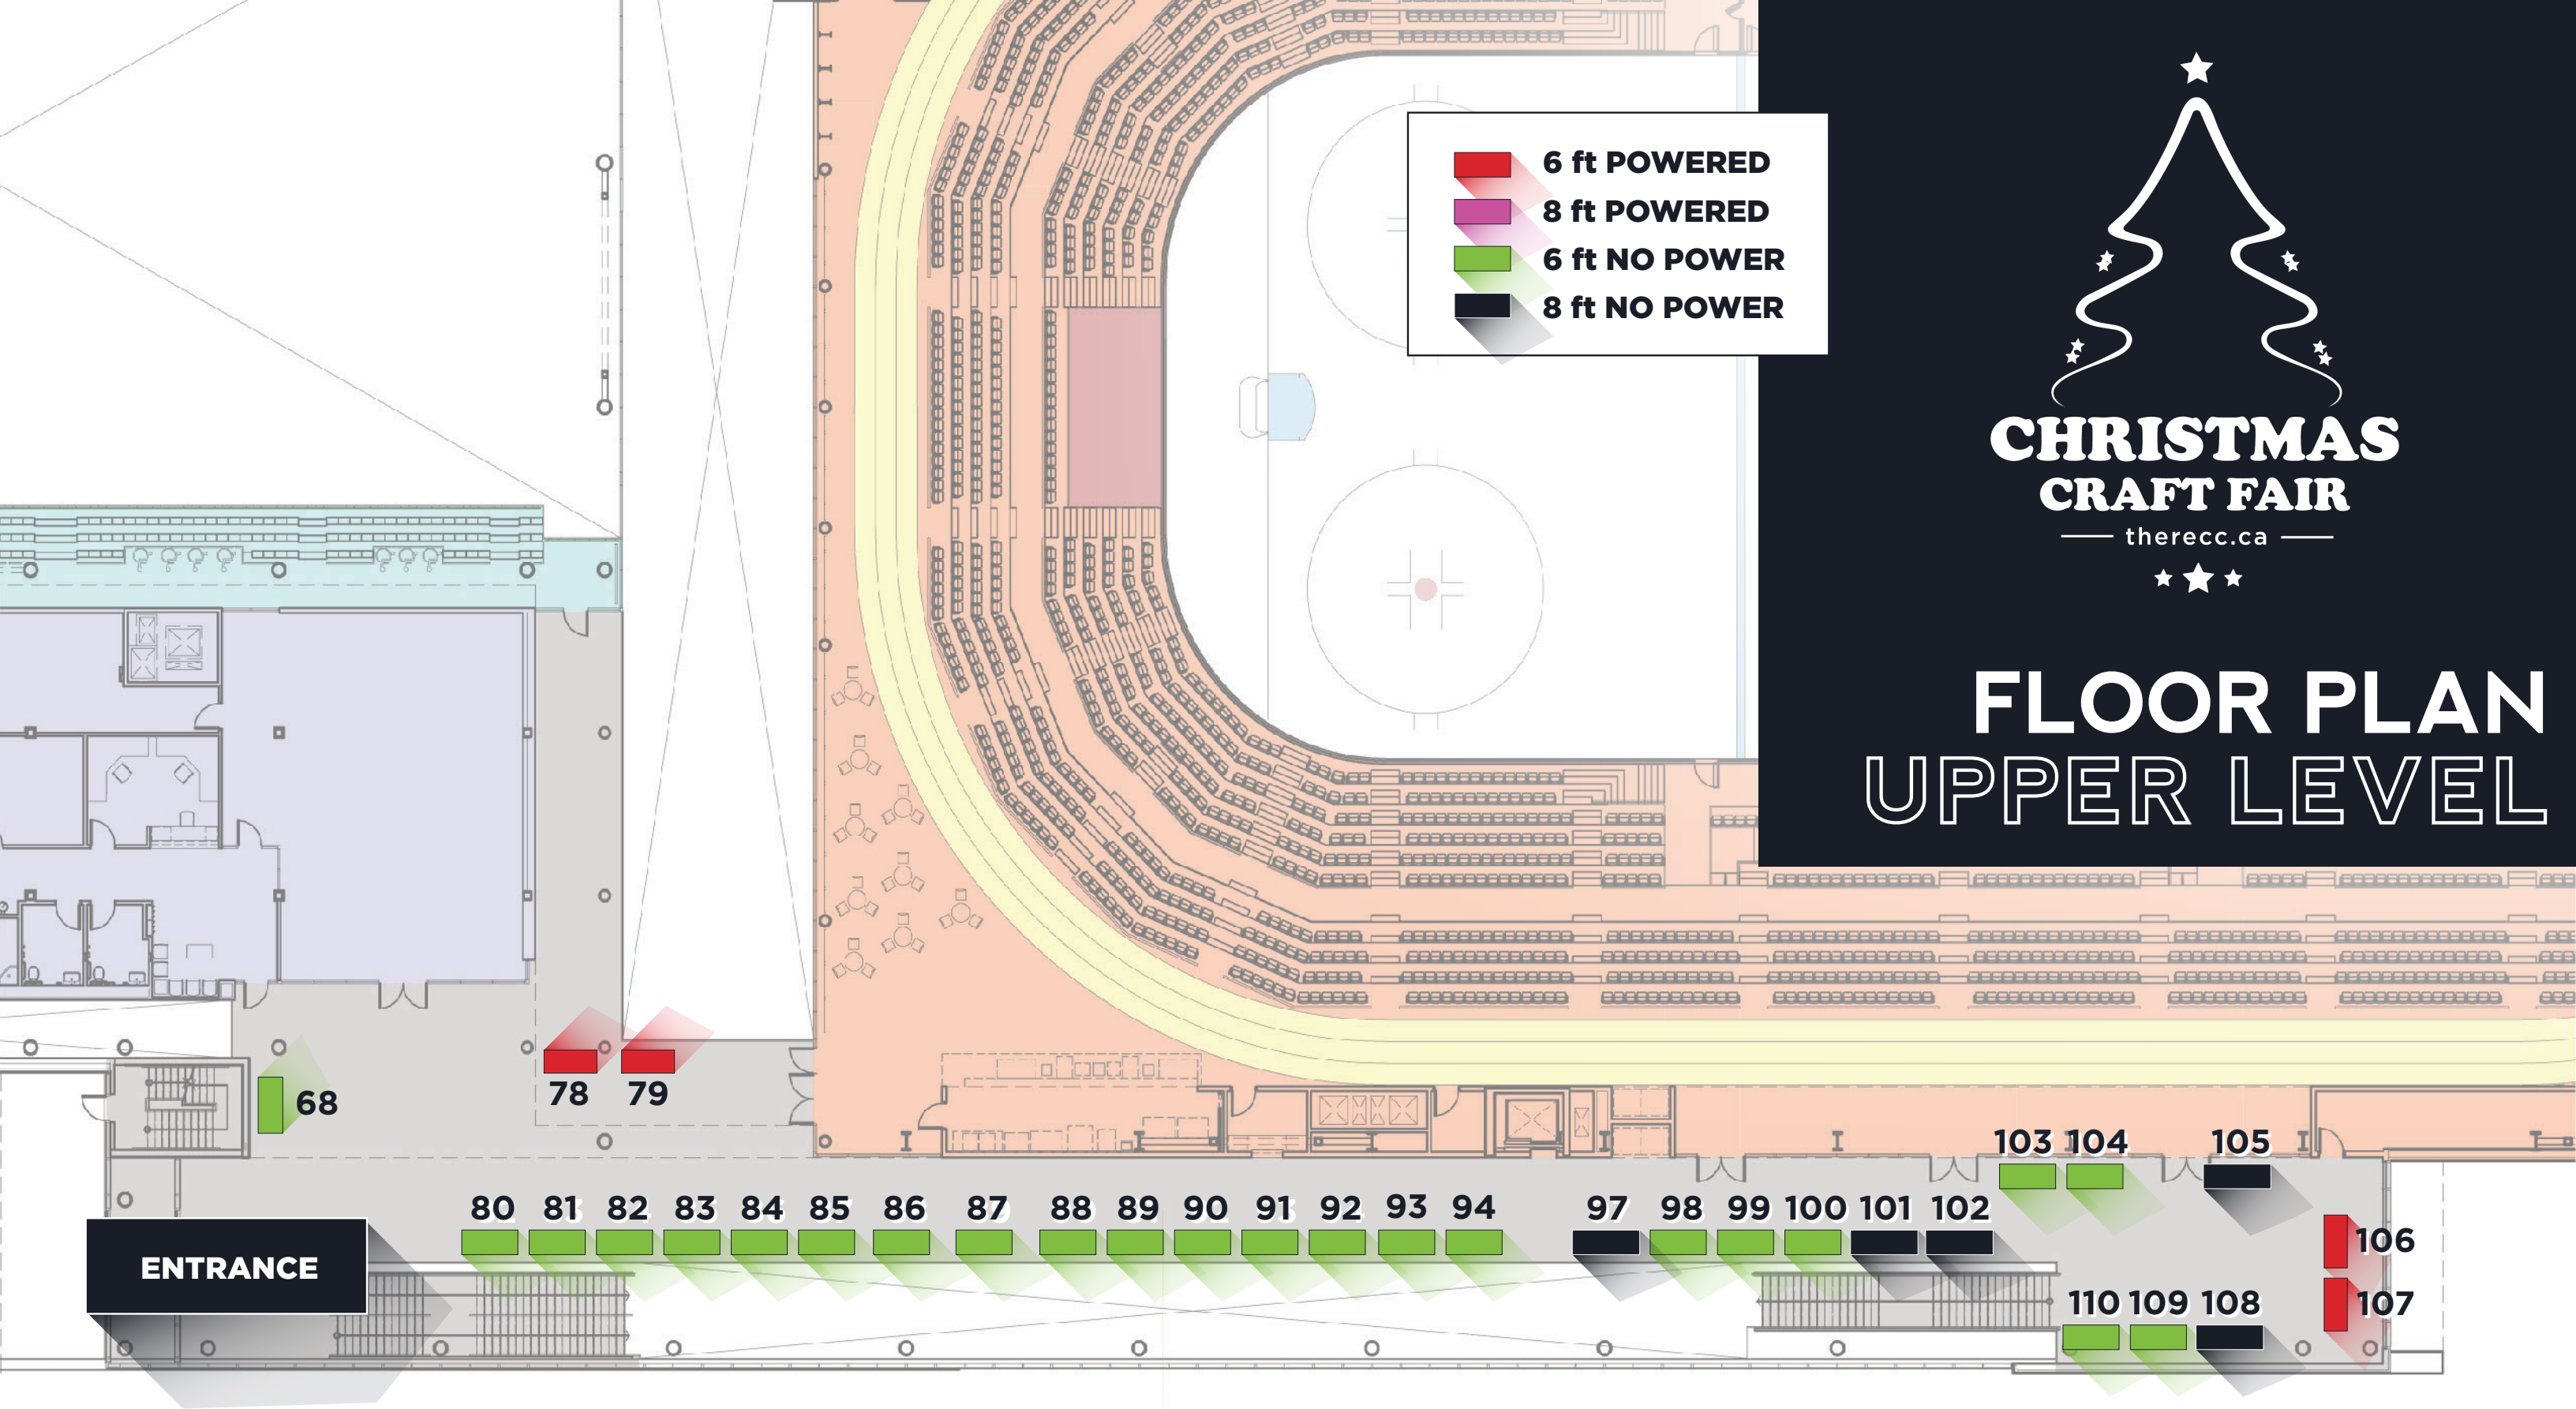 6 ft POWERED
8 ft POWERED
6 ft NO POWER
8 ft NO POWER
CHRISTMAS
CRAFT FAIR
therecc.ca
FLOOR PLAN
UPPER LEVEL
68
78 79
103 104 105
80 81 82 83 84 85 86 87 88 89 90 91 92 93 94 97 98 99 100 101 102
106
ENTRANCE
110 109 108 107